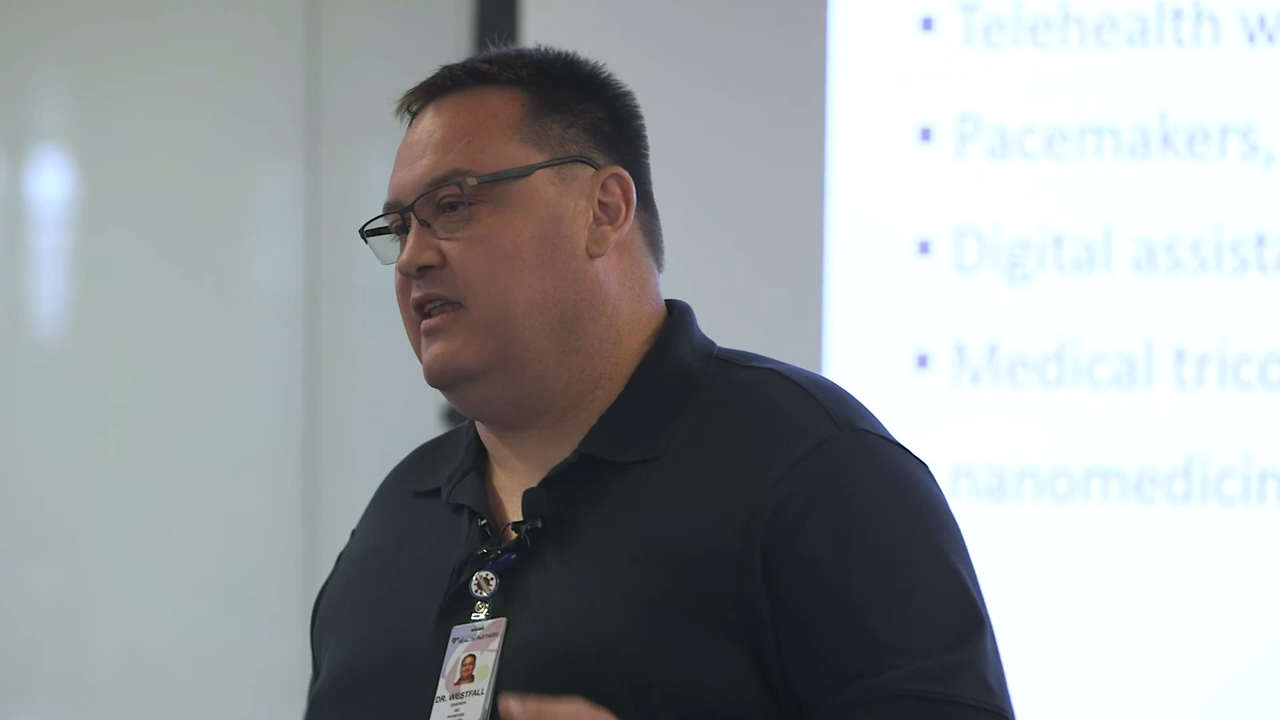 Telehealth w
Pacemakers,
Digital assista
Medical trico
nanomedicin
DR. WESTFALL